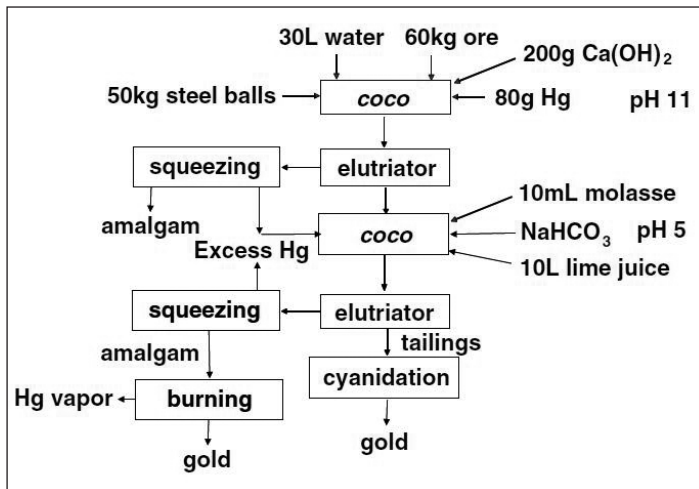 30L water
60kg ore
200g Ca(OH)₂
50kg steel balls
coco
80g Hg
pH 11
squeezing
elutriator
10mL molasse
amalgam
coco
NaHCO₃
pH 5
Excess Hg
10L lime juice
squeezing
elutriator
amalgam
tailings
Hg vapor
burning
cyanidation
gold
gold